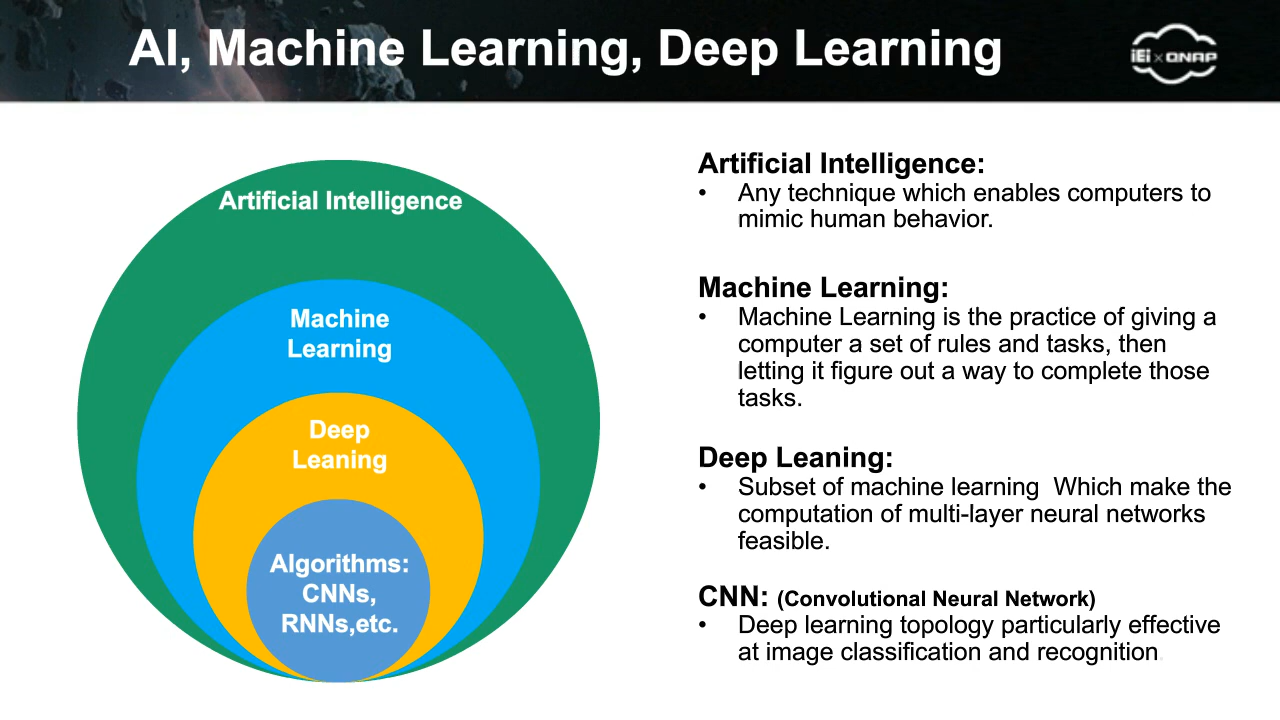 AI, Machine Learning, Deep Learning
iEi x QNAP
Artificial Intelligence
Machine
Learning
Deep
Leaning
Algorithms:
CNNs,
RNNs,etc.
Artificial Intelligence:
• Any technique which enables computers to
mimic human behavior.
Machine Learning:
• Machine Learning is the practice of giving a
computer a set of rules and tasks, then
letting it figure out a way to complete those
tasks.
Deep Leaning:
• Subset of machine learning  Which make the
computation of multi-layer neural networks
feasible.
CNN: (Convolutional Neural Network)
• Deep learning topology particularly effective
at image classification and recognition